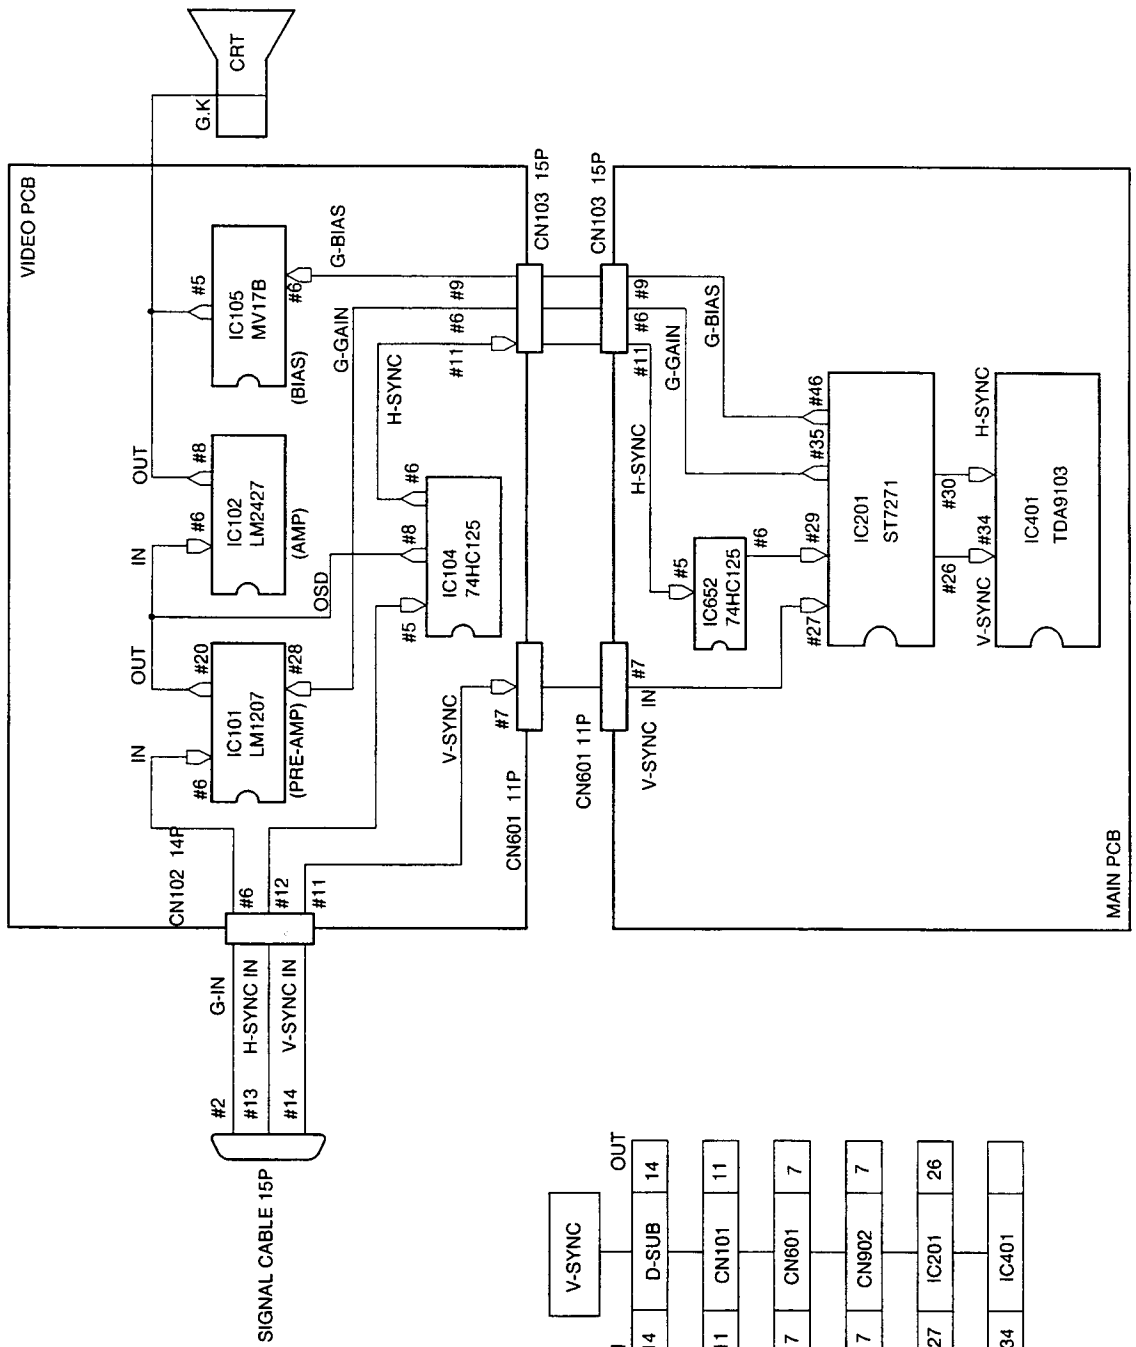 VIDEO PCB
G.K
CRT
OUT
#8
#5
IC105
MV17B
(BIAS)
#6
G-BIAS
IN
#6
IC102
LM2427
(AMP)
OSD
OUT
#20
#28
IC101
LM1207
(PRE-AMP)
IN
#6
G-GAIN
H-SYNC
#6
#8
#5
IC104
74HC125
#9
#6
#11
CN103 15P
V-SYNC
#7
CN601 11P
CN102 14P
#6
#12
#11
G-IN
H-SYNC IN
V-SYNC IN
#2
#13
#14
SIGNAL CABLE 15P
CN103 15P
#9
#6
#11
G-BIAS
G-GAIN
H-SYNC
CN601 11P
#7
V-SYNC IN
#5
IC652
74HC125
#6
#46
#35
#29
#27
IC201
ST7271
#30
H-SYNC
#26
#34
V-SYNC
IC401
TDA9103
MAIN PCB
V-SYNC
OUT
14 D-SUB 14
CN101 11
7 CN601 7
7 CN902 7
27 IC201 26
34 IC401